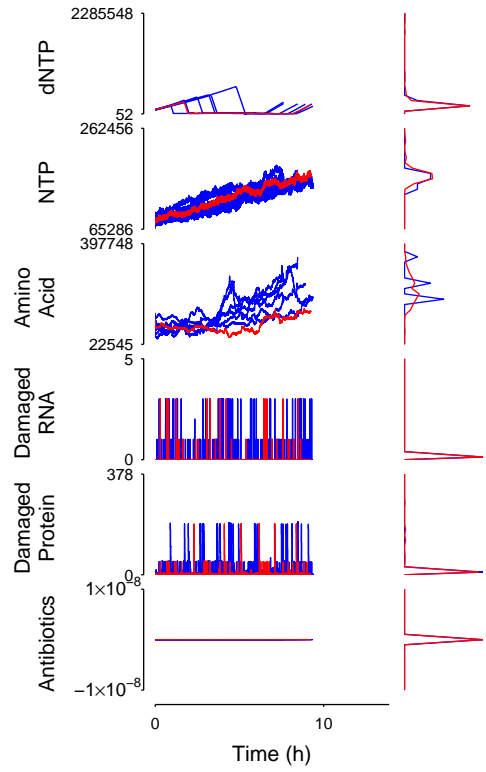 2285548
dNTP
52
262456
NTP
65286
397748
Amino
Acid
22545
5
Damaged
RNA
0
378
Damaged
Protein
0
1×10⁻⁸
Antibiotics
−1×10⁻⁸
0 10
Time (h)